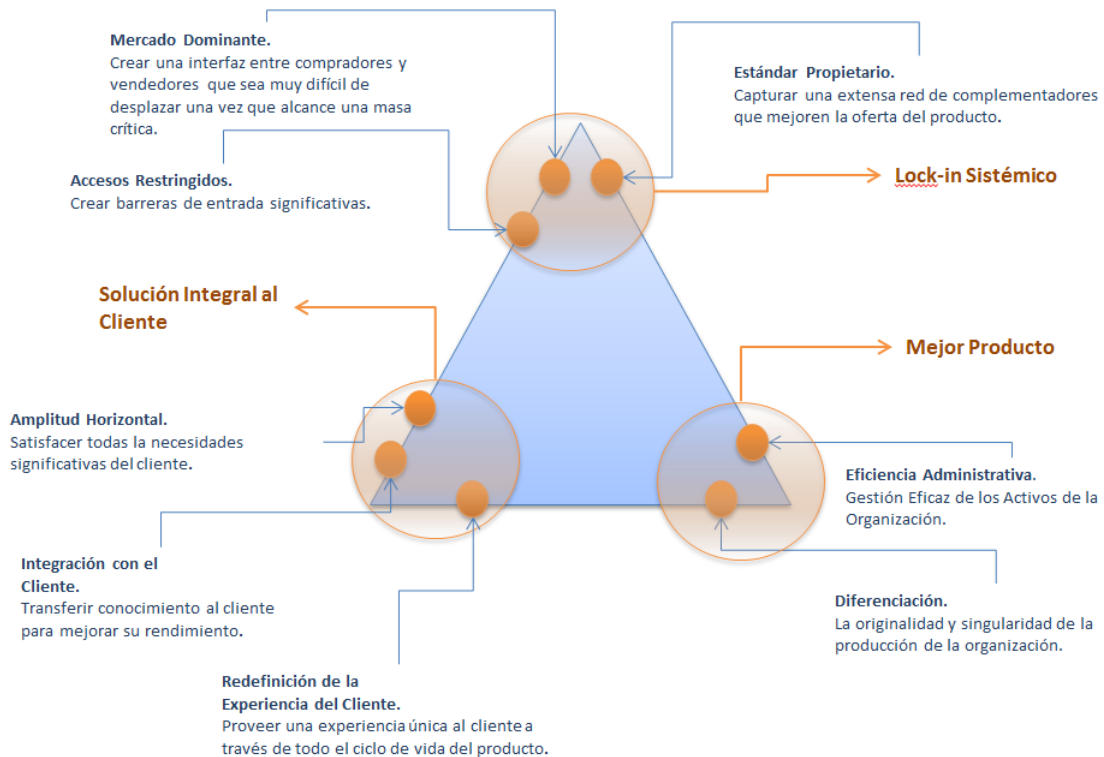 Mercado Dominante.
Crear una interfaz entre compradores y
vendedores que sea muy difícil de
desplazar una vez que alcance una masa
crítica.
Estándar Propietario.
Capturar una extensa red de complementadores
que mejoren la oferta del producto.
Accesos Restringidos.
Crear barreras de entrada significativas.
Lock-in Sistémico
Solución Integral al
Cliente
Mejor Producto
Amplitud Horizontal.
Satisfacer todas la necesidades
significativas del cliente.
Eficiencia Administrativa.
Gestión Eficaz de los Activos de la
Organización.
Integración con el
Cliente.
Transferir conocimiento al cliente
para mejorar su rendimiento.
Diferenciación.
La originalidad y singularidad de la
producción de la organización.
Redefinición de la
Experiencia del Cliente.
Proveer una experiencia única al cliente a
través de todo el ciclo de vida del producto.